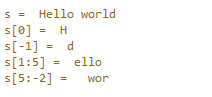 s =  Hello world
s[0] =  H
s[-1] =  d
s[1:5] =  ello
s[5:-2] =   wor